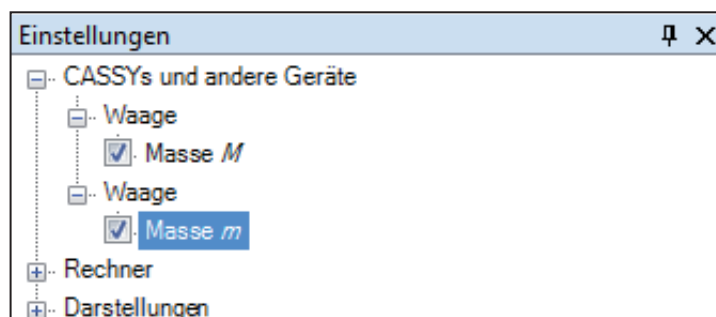 Einstellungen
CASSYs und andere Geräte
Waage
Masse M
Waage
Masse m
Rechner
Darstellungen